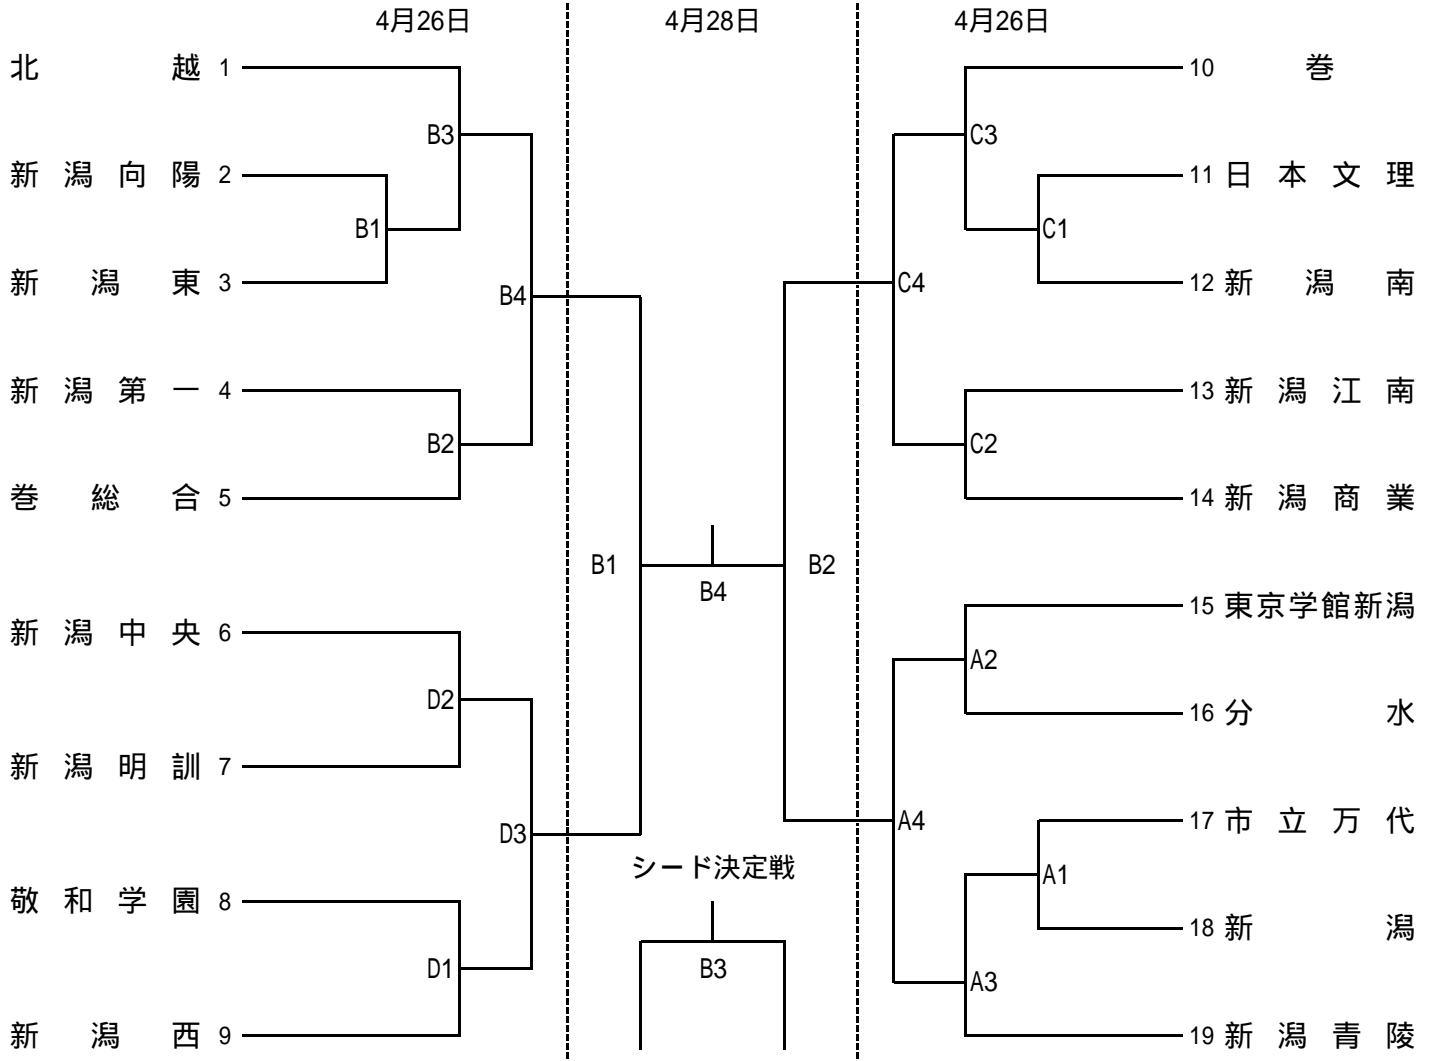 4月26日 4月28日 4月26日
北越 1
10 巻
B3
C3
新潟向陽 2
11 日本文理
B1
C1
新潟東 3
12 新潟南
B4
C4
新潟第一 4
13 新潟江南
B2
C2
巻総合 5
14 新潟商業
B1
B2
B4
15 東京学館新潟
新潟中央 6
A2
D2
16 分水
新潟明訓 7
17 市立万代
D3
A4
シード決定戦
A1
敬和学園 8
18 新潟
D1
B3
A3
新潟西 9
19 新潟青陵